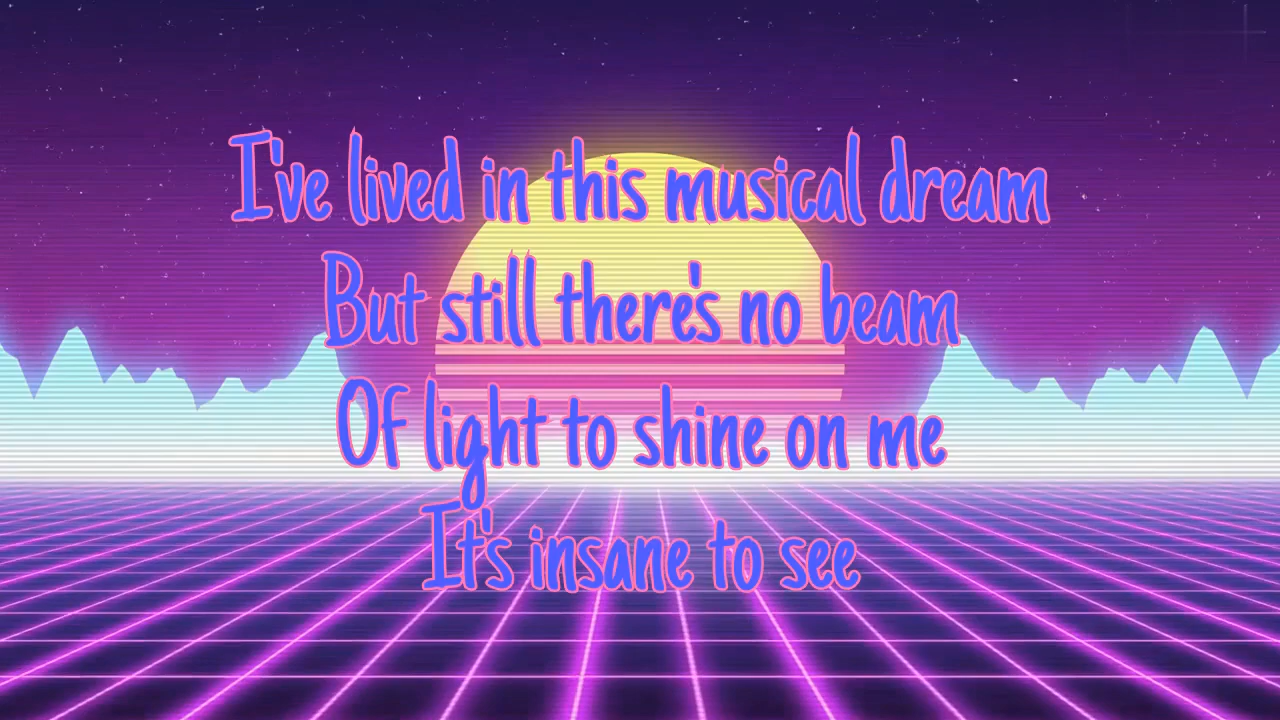 I've lived in this musical dream
But still there's no beam
Of light to shine on me
It's insane to see